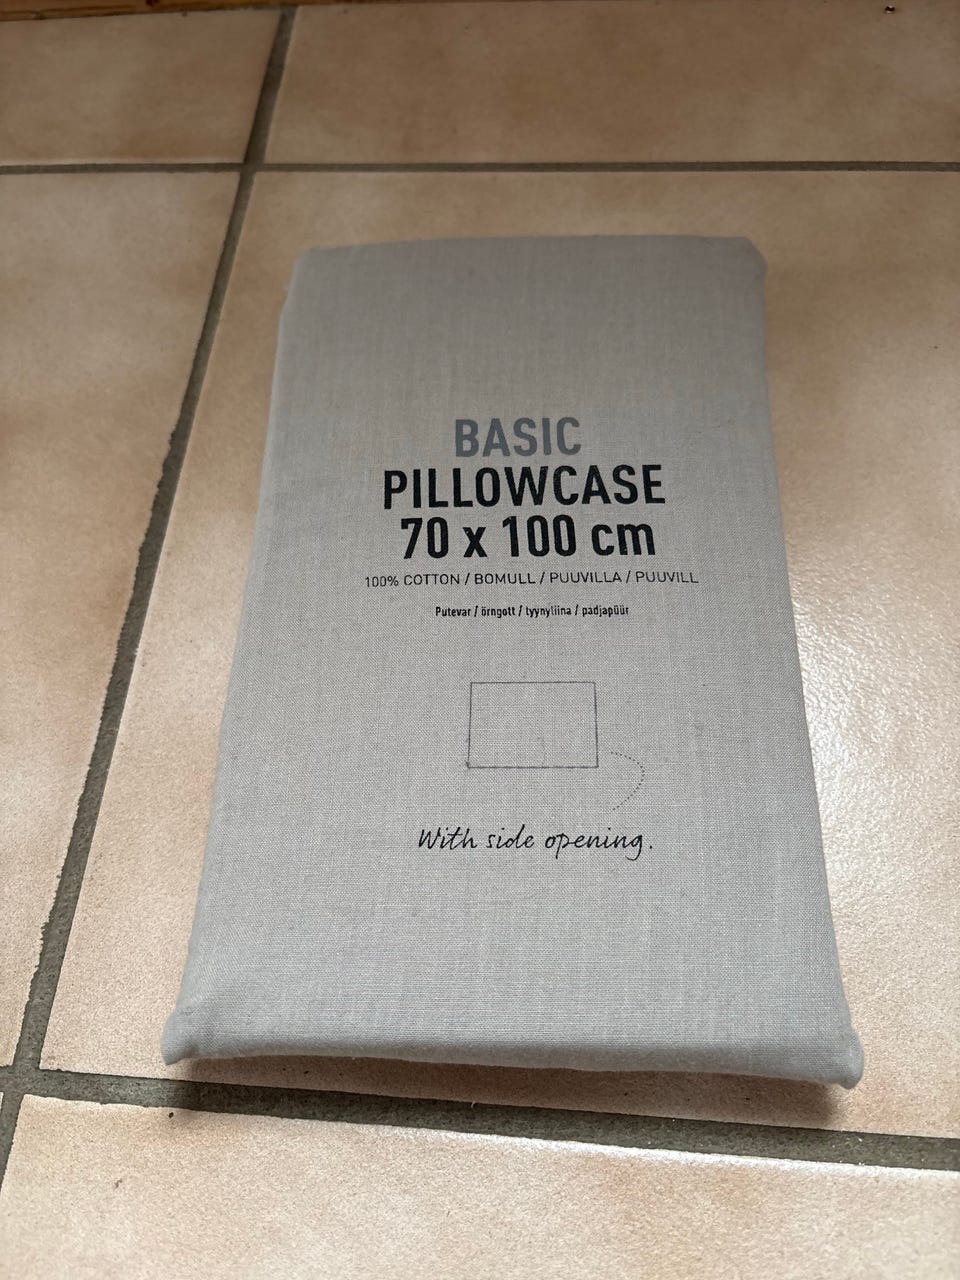 BASIC
PILLOWCASE
70 x 100 cm
100% COTTON / BOMULL / PUUVILLA / PUUVILL
Putevar / örngott / tyynyliina / padjapüür
With side opening.